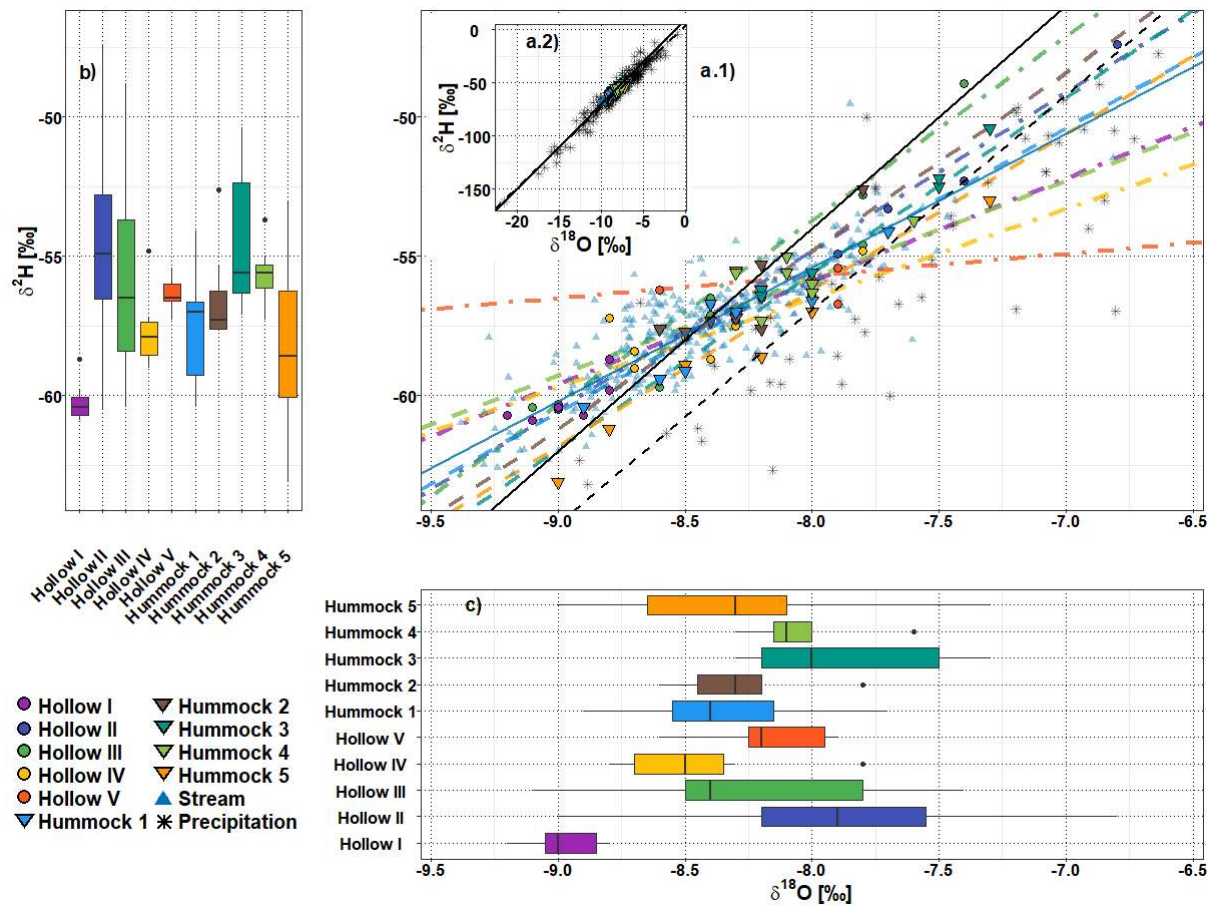 b)
δ²H [‰]
-50
-55
-60
Hollow I
Hollow II
Hollow III
Hollow IV
Hollow V
Hummock 1
Hummock 2
Hummock 3
Hummock 4
Hummock 5
a.2)
a.1)
δ²H [‰]
0
-50
-100
-150
-20
-15
-10
-5
0
δ¹⁸O [‰]
δ²H [‰]
-50
-55
-60
-9.5
-9.0
-8.5
-8.0
-7.5
-7.0
-6.5
c)
Hummock 5
Hummock 4
Hummock 3
Hummock 2
Hummock 1
Hollow V
Hollow IV
Hollow III
Hollow II
Hollow I
-9.5
-9.0
-8.5
-8.0
-7.5
-7.0
-6.5
δ¹⁸O [‰]
Hollow I
Hollow II
Hollow III
Hollow IV
Hollow V
Hummock 1
Hummock 2
Hummock 3
Hummock 4
Hummock 5
Stream
Precipitation